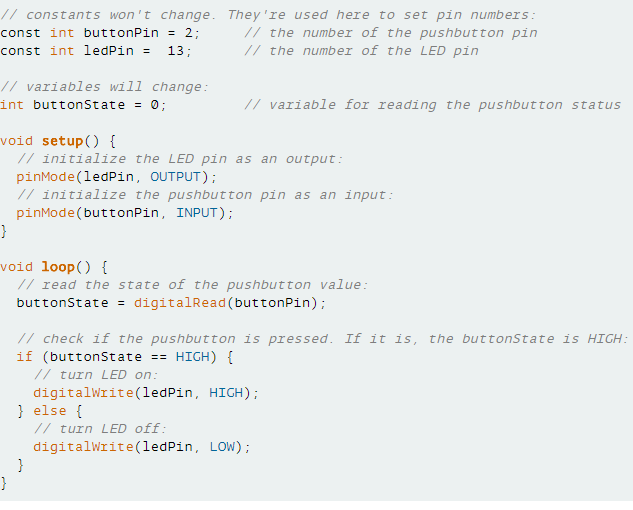 // constants won't change. They're used here to set pin numbers:
const int buttonPin = 2;     // the number of the pushbutton pin
const int ledPin =  13;      // the number of the LED pin

// variables will change:
int buttonState = 0;         // variable for reading the pushbutton status

void setup() {
  // initialize the LED pin as an output:
  pinMode(ledPin, OUTPUT);
  // initialize the pushbutton pin as an input:
  pinMode(buttonPin, INPUT);
}

void loop() {
  // read the state of the pushbutton value:
  buttonState = digitalRead(buttonPin);

  // check if the pushbutton is pressed. If it is, the buttonState is HIGH:
  if (buttonState == HIGH) {
    // turn LED on:
    digitalWrite(ledPin, HIGH);
  } else {
    // turn LED off:
    digitalWrite(ledPin, LOW);
  }
}